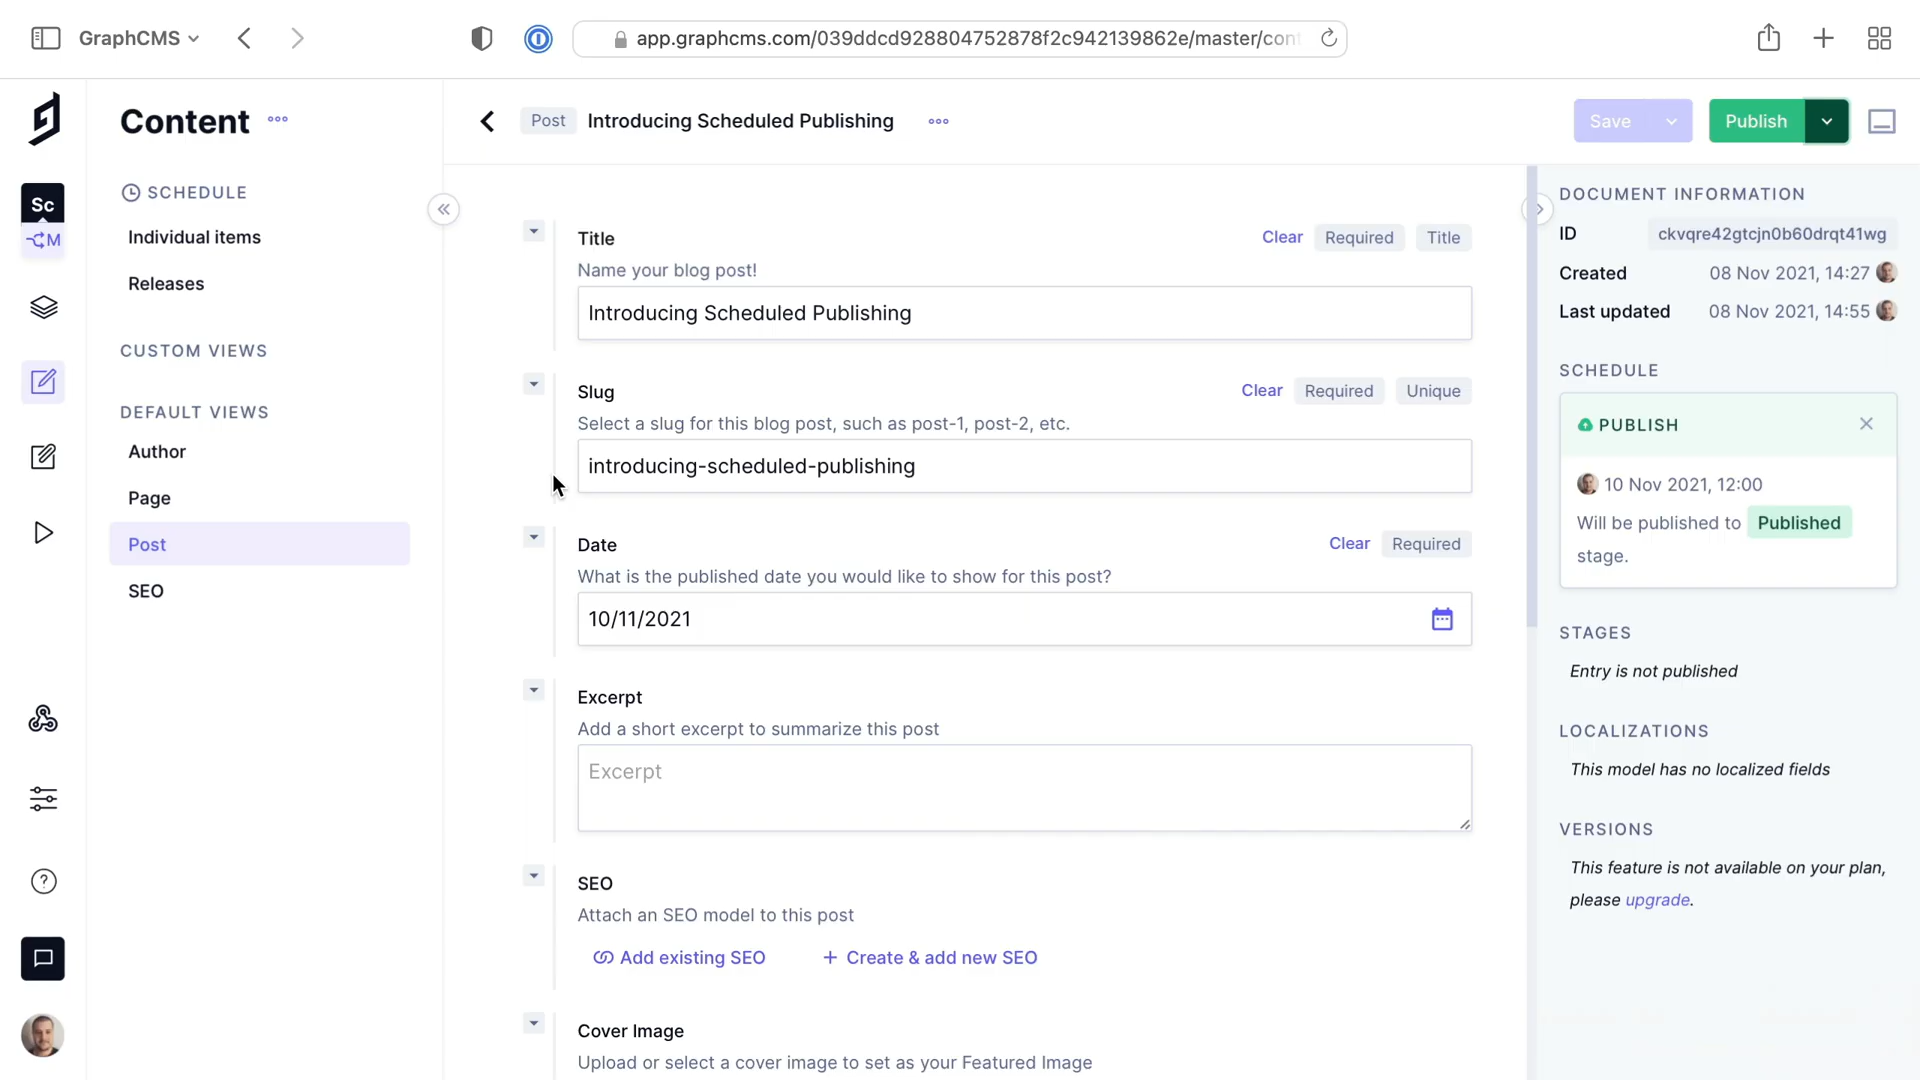 GraphCMS
app.graphcms.com/039ddcd928804752878f2c942139862e/master/cont
Sc
M
Content
SCHEDULE
Individual items
Releases
CUSTOM VIEWS
DEFAULT VIEWS
Author
Page
Post
SEO
Post
Introducing Scheduled Publishing
Save
Publish
Title
Clear
Required
Title
Name your blog post!
Introducing Scheduled Publishing
Slug
Clear
Required
Unique
Select a slug for this blog post, such as post-1, post-2, etc.
introducing-scheduled-publishing
Date
Clear
Required
What is the published date you would like to show for this post?
10/11/2021
Excerpt
Add a short excerpt to summarize this post
Excerpt
SEO
Attach an SEO model to this post
Add existing SEO
+ Create & add new SEO
Cover Image
Upload or select a cover image to set as your Featured Image
DOCUMENT INFORMATION
ID
ckvqre42gtcjn0b60drqt41wg
Created
08 Nov 2021, 14:27
Last updated
08 Nov 2021, 14:55
SCHEDULE
PUBLISH
10 Nov 2021, 12:00
Will be published to Published
stage.
STAGES
Entry is not published
LOCALIZATIONS
This model has no localized fields
VERSIONS
This feature is not available on your plan,
please upgrade.